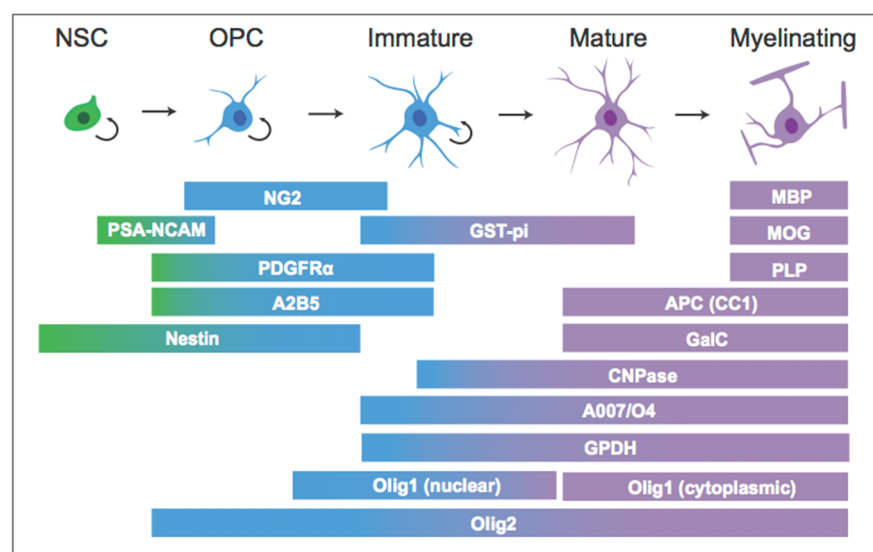 NSC OPC Immature Mature Myelinating
NG2 MBP
PSA-NCAM GST-pi MOG
PDGFRα PLP
A2B5 APC (CC1)
Nestin GalC
CNPase
A007/O4
GPDH
Olig1 (nuclear) Olig1 (cytoplasmic)
Olig2